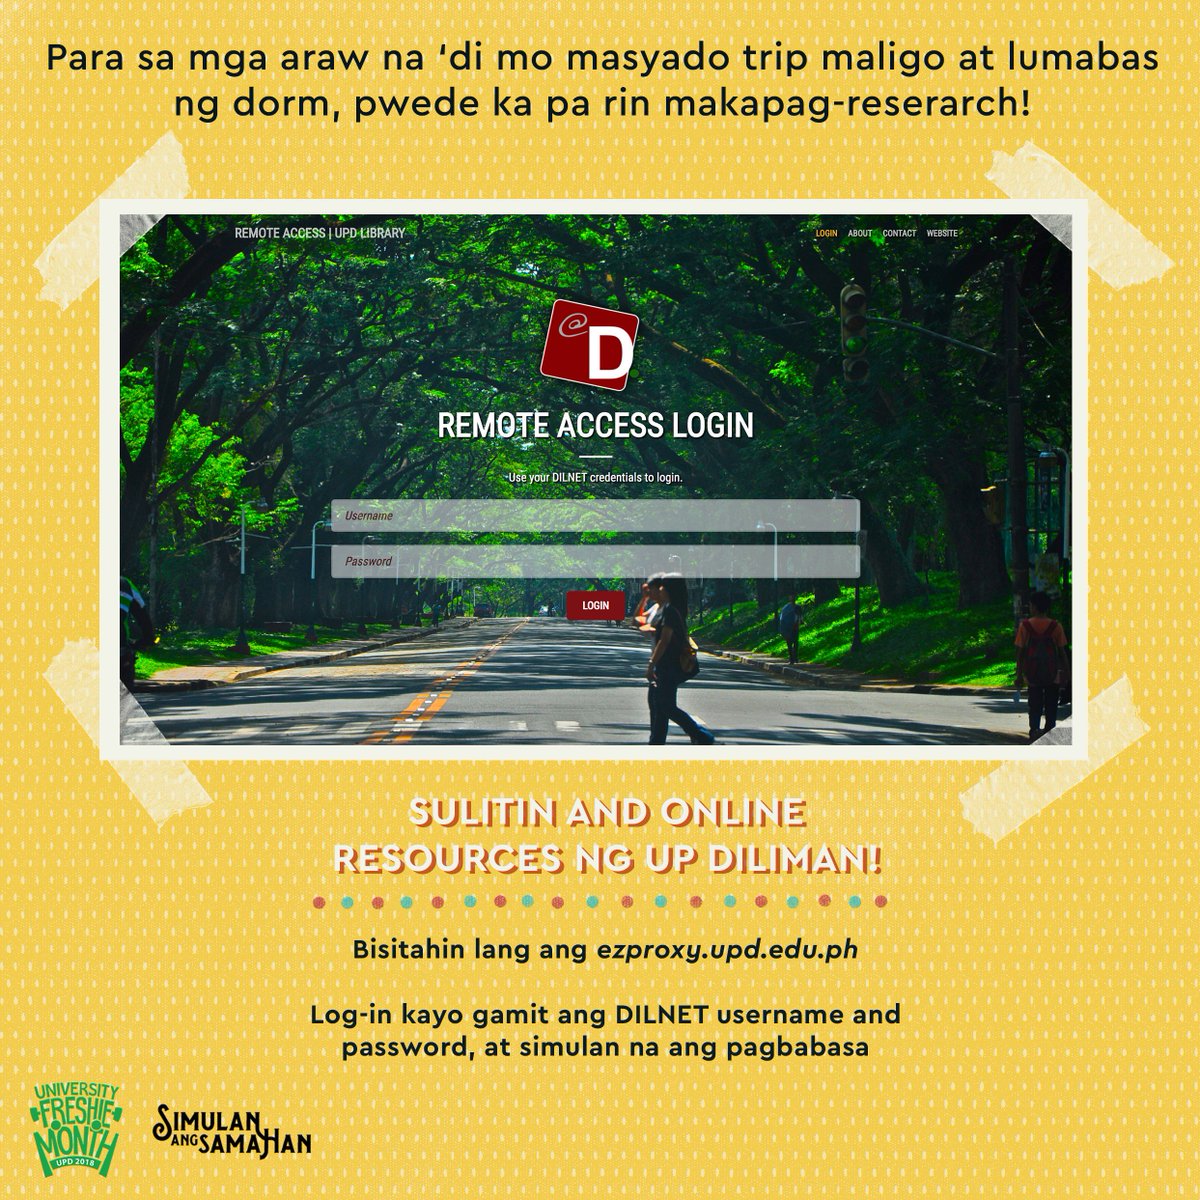 Para sa mga araw na ‘di mo masyado trip maligo at lumabas
ng dorm, pwede ka pa rin makapag-reserarch!
REMOTE ACCESS | UPD LIBRARY
LOGIN ABOUT CONTACT WEBSITE
@D
REMOTE ACCESS LOGIN
Use your DILNET credentials to login.
Username
Password
LOGIN
SULITIN AND ONLINE
RESOURCES NG UP DILIMAN!
Bisitahin lang ang ezproxy.upd.edu.ph
Log-in kayo gamit ang DILNET username and
password, at simulan na ang pagbabasa
UNIVERSITY
FRESHIE
MONTH
UPD 2018
SIMULAN
ANG SAMAHAN